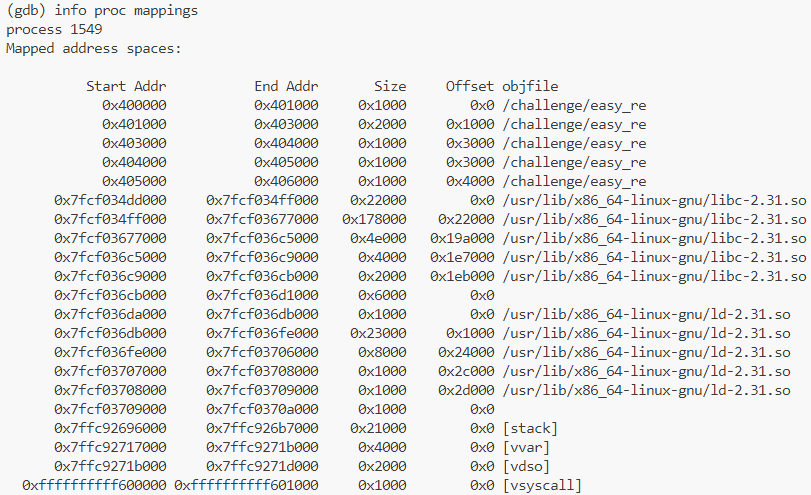 (gdb) info proc mappings
process 1549
Mapped address spaces:
Start Addr End Addr Size Offset objfile
0x400000 0x401000 0x1000 0x0 /challenge/easy_re
0x401000 0x403000 0x2000 0x1000 /challenge/easy_re
0x403000 0x404000 0x1000 0x3000 /challenge/easy_re
0x404000 0x405000 0x1000 0x3000 /challenge/easy_re
0x405000 0x406000 0x1000 0x4000 /challenge/easy_re
0x7fcf034dd000 0x7fcf034ff000 0x22000 0x0 /usr/lib/x86_64-linux-gnu/libc-2.31.so
0x7fcf034ff000 0x7fcf03677000 0x178000 0x22000 /usr/lib/x86_64-linux-gnu/libc-2.31.so
0x7fcf03677000 0x7fcf036c5000 0x4e000 0x19a000 /usr/lib/x86_64-linux-gnu/libc-2.31.so
0x7fcf036c5000 0x7fcf036c9000 0x4000 0x1e7000 /usr/lib/x86_64-linux-gnu/libc-2.31.so
0x7fcf036c9000 0x7fcf036cb000 0x2000 0x1eb000 /usr/lib/x86_64-linux-gnu/libc-2.31.so
0x7fcf036cb000 0x7fcf036d1000 0x6000 0x0
0x7fcf036da000 0x7fcf036db000 0x1000 0x0 /usr/lib/x86_64-linux-gnu/ld-2.31.so
0x7fcf036db000 0x7fcf036fe000 0x23000 0x1000 /usr/lib/x86_64-linux-gnu/ld-2.31.so
0x7fcf036fe000 0x7fcf03706000 0x8000 0x24000 /usr/lib/x86_64-linux-gnu/ld-2.31.so
0x7fcf03707000 0x7fcf03708000 0x1000 0x2c000 /usr/lib/x86_64-linux-gnu/ld-2.31.so
0x7fcf03708000 0x7fcf03709000 0x1000 0x2d000 /usr/lib/x86_64-linux-gnu/ld-2.31.so
0x7fcf03709000 0x7fcf0370a000 0x1000 0x0
0x7ffc92696000 0x7ffc926b7000 0x21000 0x0 [stack]
0x7ffc92717000 0x7ffc9271b000 0x4000 0x0 [vvar]
0x7ffc9271b000 0x7ffc9271d000 0x2000 0x0 [vdso]
0xffffffffff600000 0xffffffffff601000 0x1000 0x0 [vsyscall]